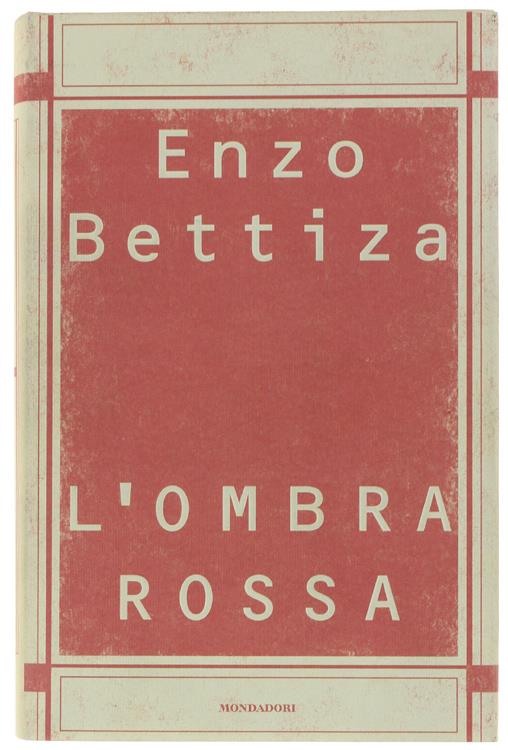 Enzo
Bettiza
L'OMBRA
ROSSA
MONDADORI